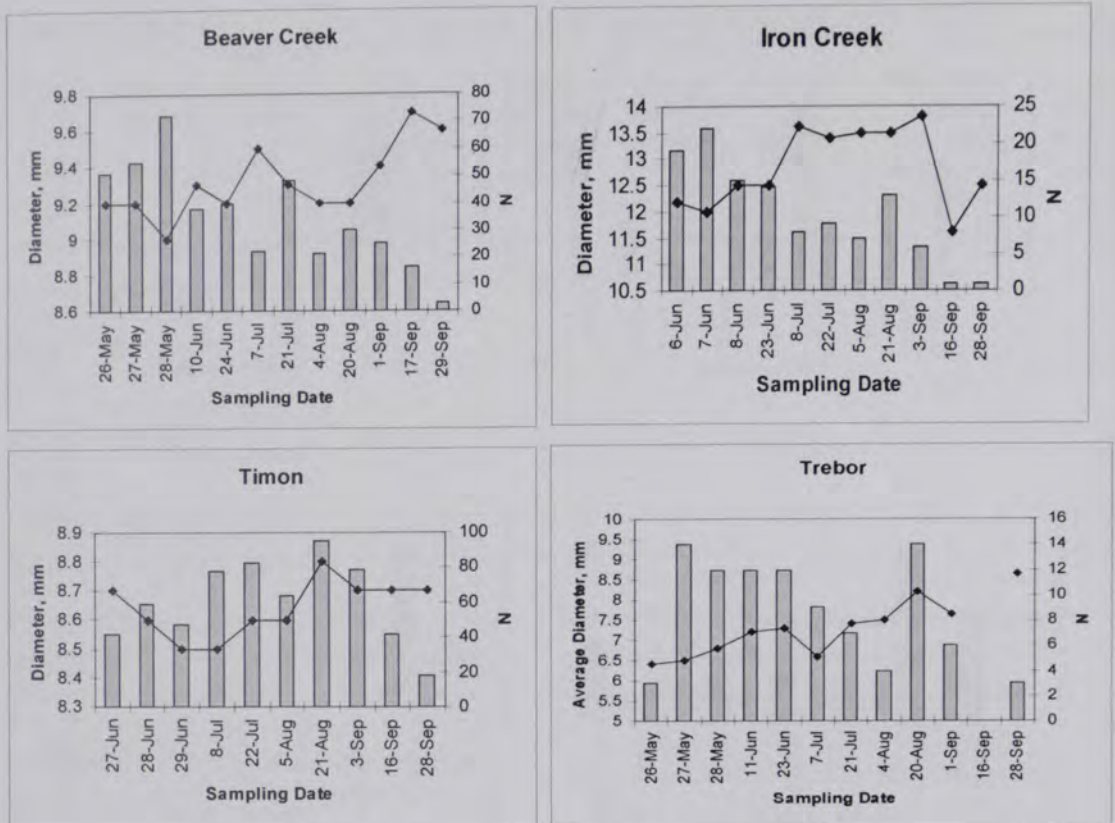 Beaver Creek
Diameter, mm
9.8
9.6
9.4
9.2
9
8.8
8.6
80
70
60
50
40
30
20
10
0
N
26-May
27-May
28-May
10-Jun
24-Jun
7-Jul
21-Jul
4-Aug
20-Aug
1-Sep
17-Sep
29-Sep
Sampling Date
Iron Creek
Diameter, mm
14
13.5
13
12.5
12
11.5
11
10.5
25
20
15
10
5
0
N
6-Jun
7-Jun
8-Jun
23-Jun
8-Jul
22-Jul
5-Aug
21-Aug
3-Sep
16-Sep
28-Sep
Sampling Date
Timon
Diameter, mm
8.9
8.8
8.7
8.6
8.5
8.4
8.3
100
80
60
40
20
0
N
27-Jun
28-Jun
29-Jun
8-Jul
22-Jul
5-Aug
21-Aug
3-Sep
16-Sep
28-Sep
Sampling Date
Trebor
Average Diameter, mm
10
9.5
9
8.5
8
7.5
7
6.5
6
5.5
5
16
14
12
10
8
6
4
2
0
N
26-May
27-May
28-May
11-Jun
23-Jun
7-Jul
21-Jul
4-Aug
20-Aug
1-Sep
16-Sep
28-Sep
Sampling Date